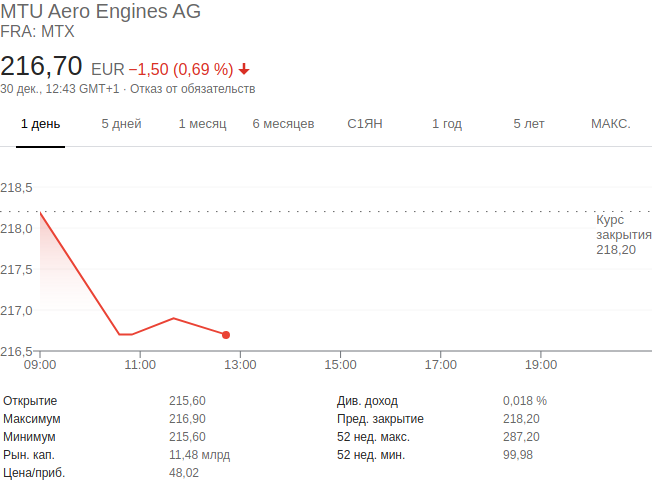 MTU Aero Engines AG
FRA: MTX
216,70 EUR −1,50 (0,69 %)
30 дек., 12:43 GMT+1 · Отказ от обязательств
1 день 5 дней 1 месяц 6 месяцев С1ЯН 1 год 5 лет МАКС.
218,5
218,0
217,5
217,0
216,5
Курс
закрытия
218,20
09:00 11:00 13:00 15:00 17:00 19:00
Открытие 215,60 Див. доход 0,018 %
Максимум 216,90 Пред. закрытие 218,20
Минимум 215,60 52 нед. макс. 287,20
Рын. кап. 11,48 млрд 52 нед. мин. 99,98
Цена/приб. 48,02